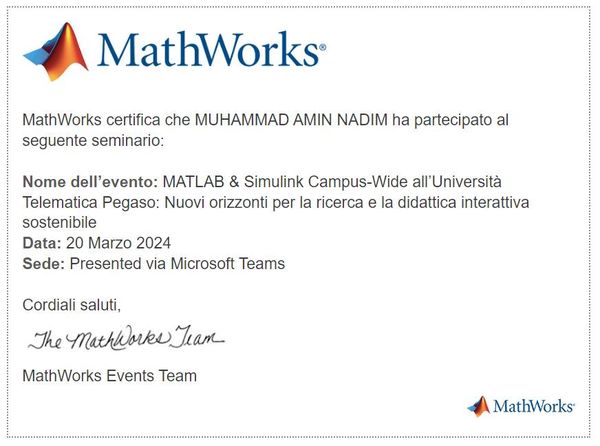 MathWorks®
MathWorks certifica che MUHAMMAD AMIN NADIM ha partecipato al
seguente seminario:
Nome dell’evento: MATLAB & Simulink Campus-Wide all’Università
Telematica Pegaso: Nuovi orizzonti per la ricerca e la didattica interattiva
sostenibile
Data: 20 Marzo 2024
Sede: Presented via Microsoft Teams
Cordiali saluti,
The MathWorks Team
MathWorks Events Team
MathWorks®